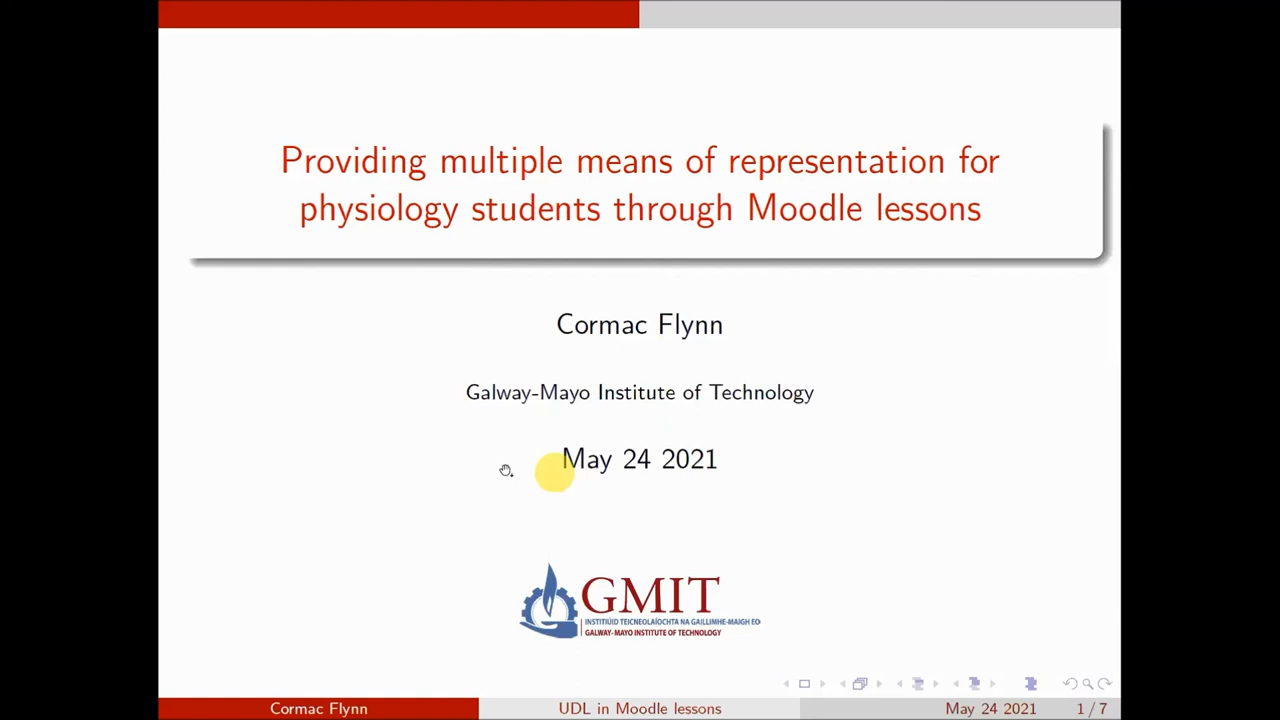 Providing multiple means of representation for
physiology students through Moodle lessons
Cormac Flynn
Galway-Mayo Institute of Technology
May 24 2021
GMIT
INSTITIÚID TEICNEOLAÍOCHTA NA GAILLIMHE-MAIGH EO
GALWAY-MAYO INSTITUTE OF TECHNOLOGY
Cormac Flynn UDL in Moodle lessons May 24 2021 1 / 7